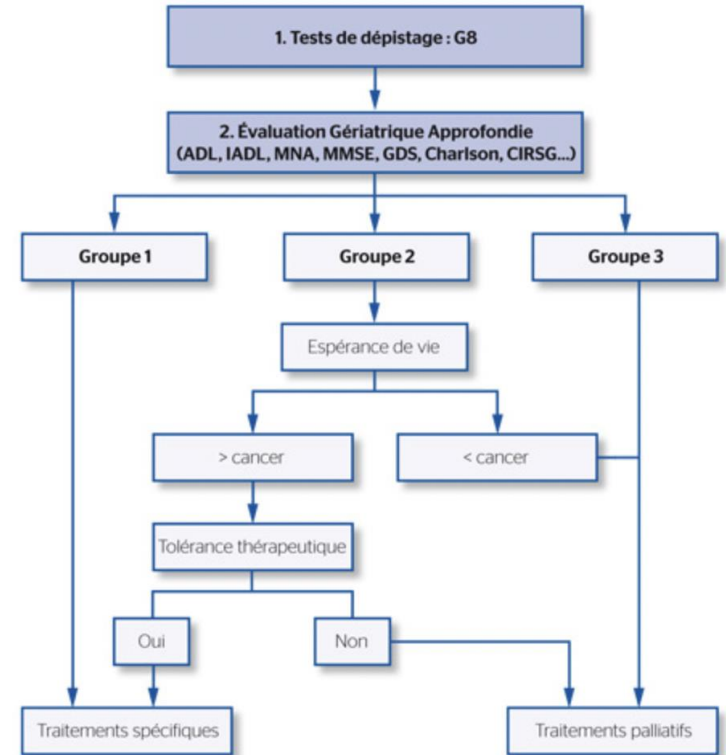 1. Tests de dépistage : G8
2. Évaluation Gériatrique Approfondie
(ADL, IADL, MNA, MMSE, GDS, Charlson, CIRSG...)
Groupe 1
Groupe 2
Groupe 3
Espérance de vie
> cancer
< cancer
Tolérance thérapeutique
Oui
Non
Traitements spécifiques
Traitements palliatifs